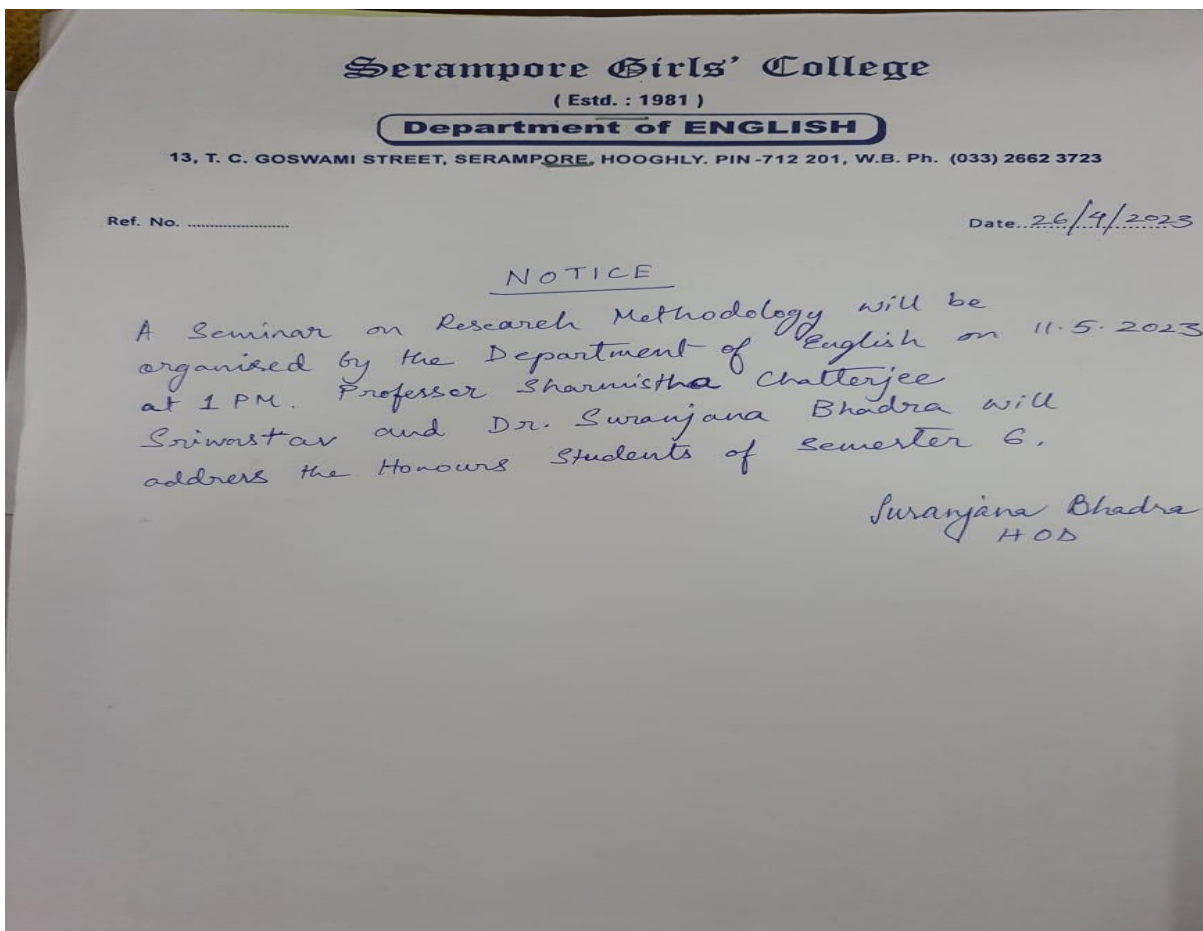 Serampore Girls' College
( Estd. : 1981 )
Department of ENGLISH
13, T. C. GOSWAMI STREET, SERAMPORE, HOOGHLY. PIN -712 201, W.B. Ph. (033) 2662 3723
Ref. No. ........................ Date..26/4/2023
NOTICE
A Seminar on Research Methodology will be
organised by the Department of English on 11.5.2023
at 1 PM. Professor Sharmistha Chatterjee
Sriwastav and Dr. Suranjana Bhadra will
address the Honours Students of Semester 6.
Suranjana Bhadra
HOD